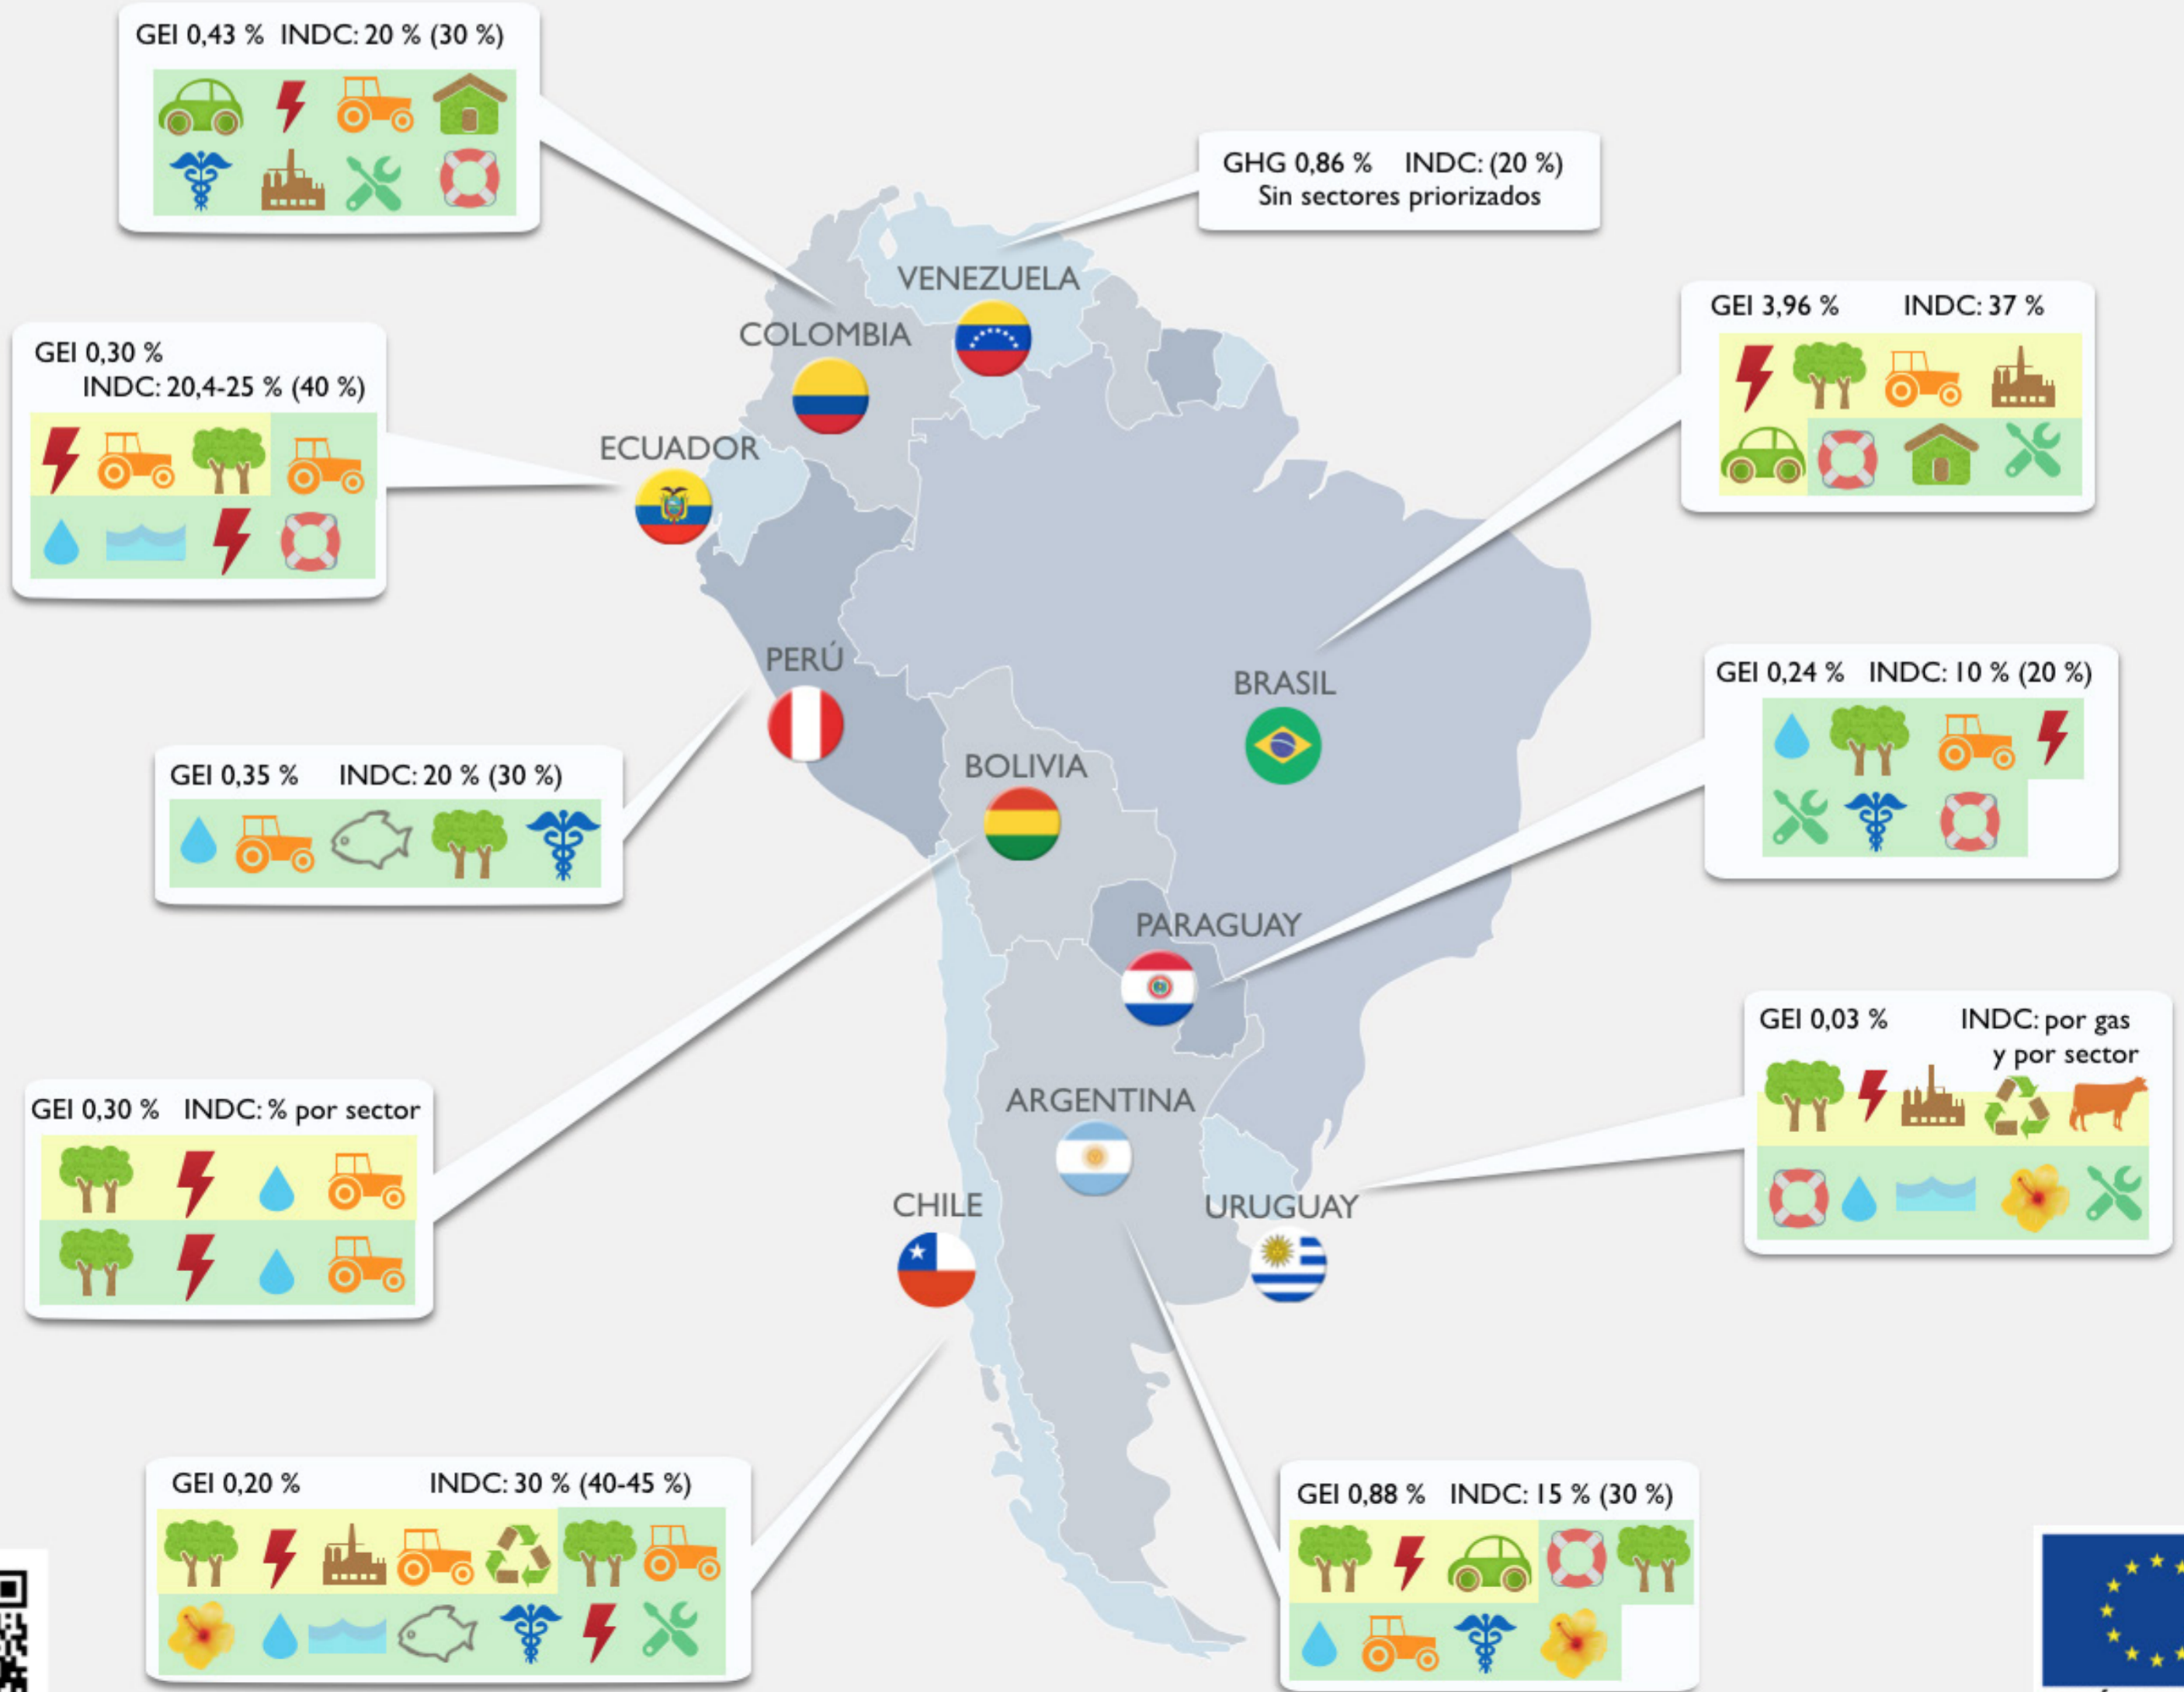 GEI 0,43 % INDC: 20 % (30 %)
GHG 0,86 % INDC: (20 %)
Sin sectores priorizados
VENEZUELA
COLOMBIA
GEI 3,96 % INDC: 37 %
GEI 0,30 %
INDC: 20,4-25 % (40 %)
ECUADOR
PERÚ
BRASIL
GEI 0,24 % INDC: 10 % (20 %)
GEI 0,35 % INDC: 20 % (30 %)
BOLIVIA
PARAGUAY
GEI 0,03 % INDC: por gas
y por sector
GEI 0,30 % INDC: % por sector
ARGENTINA
CHILE
URUGUAY
GEI 0,20 % INDC: 30 % (40-45 %)
GEI 0,88 % INDC: 15 % (30 %)